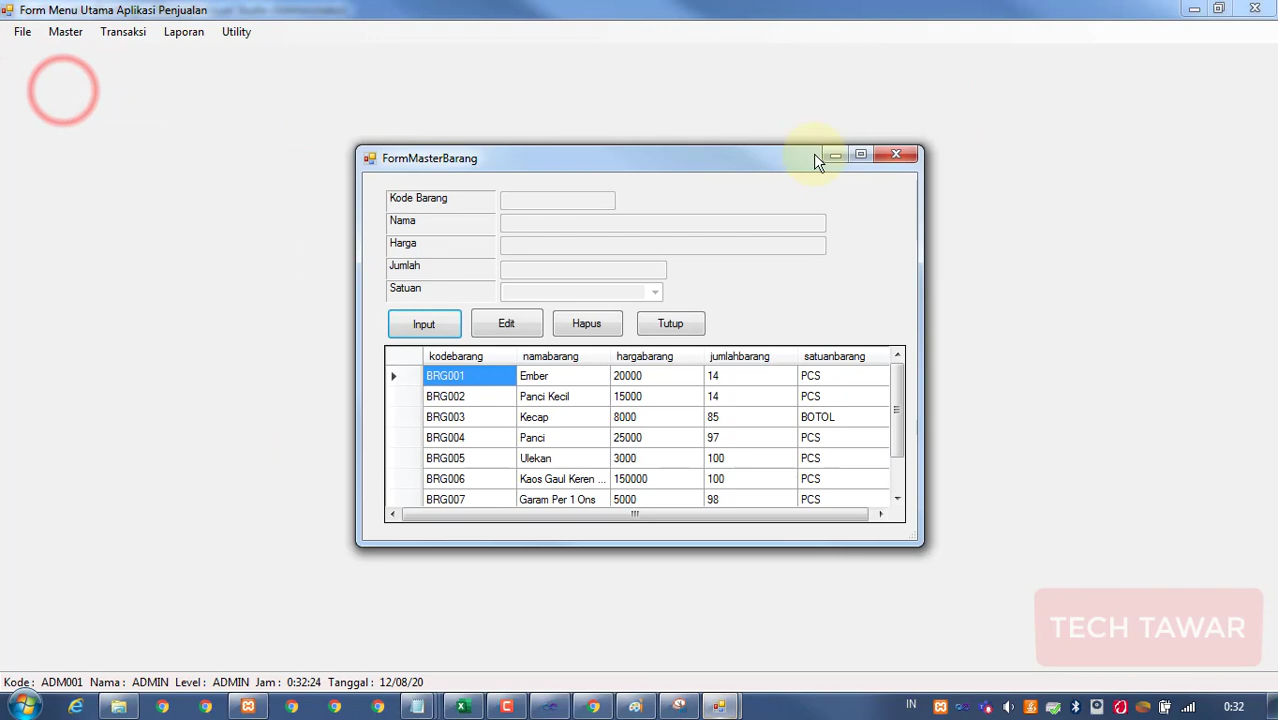 Form Menu Utama Aplikasi Penjualan
File Master Transaksi Laporan Utility
FormMasterBarang
Kode Barang
Nama
Harga
Jumlah
Satuan
Input Edit Hapus Tutup
kodebarang namabarang hargabarang jumlahbarang satuanbarang
BRG001 Ember 20000 14 PCS
BRG002 Panci Kecil 15000 14 PCS
BRG003 Kecap 8000 85 BOTOL
BRG004 Panci 25000 97 PCS
BRG005 Ulekan 3000 100 PCS
BRG006 Kaos Gaul Keren ... 150000 100 PCS
BRG007 Garam Per 1 Ons 5000 98 PCS
TECH TAWAR
Kode : ADM001 Nama : ADMIN Level : ADMIN Jam : 0:32:24 Tanggal : 12/08/20
IN 0:32